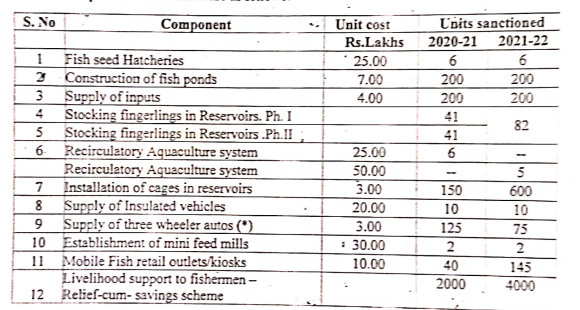 S. No Component Unit cost Units sanctioned
Rs.Lakhs 2020-21 2021-22
1 Fish seed Hatcheries 25.00 6 6
2 Construction of fish ponds 7.00 200 200
3 Supply of inputs 4.00 200 200
4 Stocking fingerlings in Reservoirs. Ph. I 41 82
5 Stocking fingerlings in Reservoirs .Ph.II 41
6 Recirculatory Aquaculture system 25.00 6 --
Recirculatory Aquaculture system 50.00 -- 5
7 Installation of cages in reservoirs 3.00 150 600
8 Supply of Insulated vehicles 20.00 10 10
9 Supply of three wheeler autos (*) 3.00 125 75
10 Establishment of mini feed mills 30.00 2 2
11 Mobile Fish retail outlets/kiosks 10.00 40 145
Livelihood support to fishermen – 2000 4000
12 Relief-cum- savings scheme